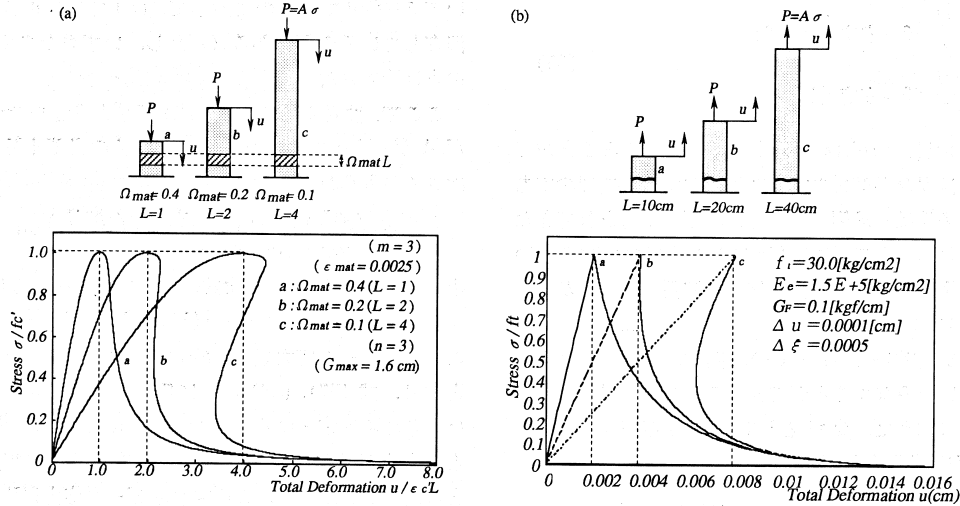 (a)
P=A σ
u
P
u
c
P
a
u
b
Ω mat L
Ω mat= 0.4 Ω mat= 0.2 Ω mat= 0.1
L=1 L=2 L=4
1.0
0.8
0.6
0.4
0.2
0
Stress σ / fc'
(m = 3)
(ε mat = 0.0025)
a : Ω mat = 0.4 (L = 1)
b : Ω mat = 0.2 (L = 2)
c : Ω mat = 0.1 (L = 4)
(n = 3)
(G max = 1.6 cm)
a
b
c
0 1.0 2.0 3.0 4.0 5.0 6.0 7.0 8.0
Total Deformation u / ε c'L
(b)
P=A σ
u
P
u
P
u
a
b
c
L=10cm L=20cm L=40cm
1
0.9
0.8
0.7
0.6
0.5
0.4
0.3
0.2
0.1
0
Stress σ / ft
a
b
c
f t = 30.0 [kg/cm2]
E e = 1.5 E +5 [kg/cm2]
G F = 0.1 [kgf/cm]
Δ u = 0.0001 [cm]
Δ ξ = 0.0005
0 0.002 0.004 0.006 0.008 0.01 0.012 0.014 0.016
Total Deformation u(cm)